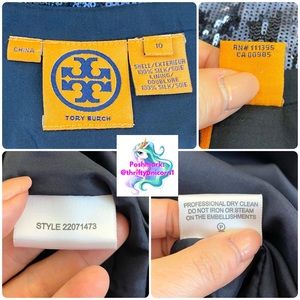 CHINA
TORY BURCH
10
SHELL/EXTERIEUR
100% SILK/SOIE
LINING/
DOUBLURE
100% SILK/SOIE
RN# 111395
CA 00985
Poshmark:
@thriftyunicorn1
STYLE 22071473
PROFESSIONAL DRY CLEAN
DO NOT IRON OR STEAM
ON THE EMBELLISHMENTS
P